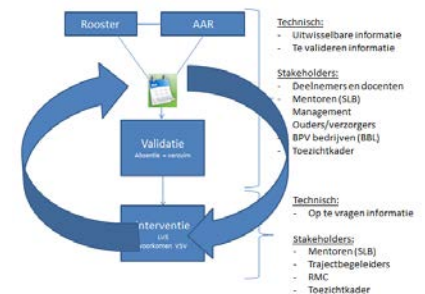 Rooster
AAR
Validatie
Absentie – verzuim
Interventie
LVS
voorkomen VSV
Technisch:
- Uitwisselbare informatie
- Te valideren informatie
Stakeholders:
- Deelnemers en docenten
- Mentoren (SLB)
- Management
- Ouders/verzorgers
- BPV bedrijven (BBL)
- Toezichtkader
Technisch:
- Op te vragen informatie
Stakeholders:
- Mentoren (SLB)
- Trajectbegeleiders
- RMC
- Toezichtkader